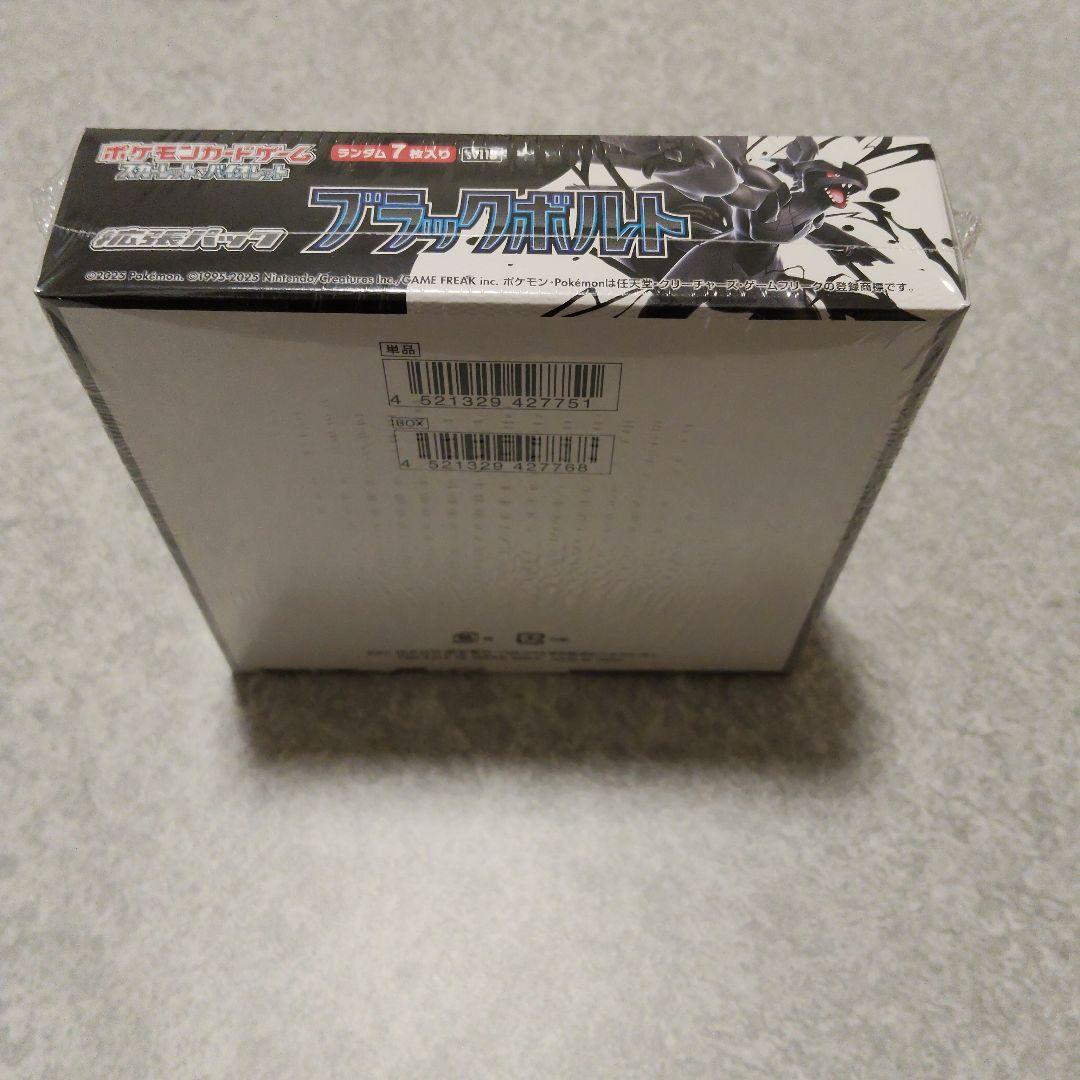 ポケモンカードゲーム
スカーレット&バイオレット
ランダム7枚入り
SV11B
拡張パック
ブラックボルト
©2025 Pokémon. ©1995-2025 Nintendo/Creatures Inc./GAME FREAK inc. ポケモン・Pokémonは任天堂・クリーチャーズ・ゲームフリークの登録商標です。
単品
4 521329 427751
BOX
4 521329 427768